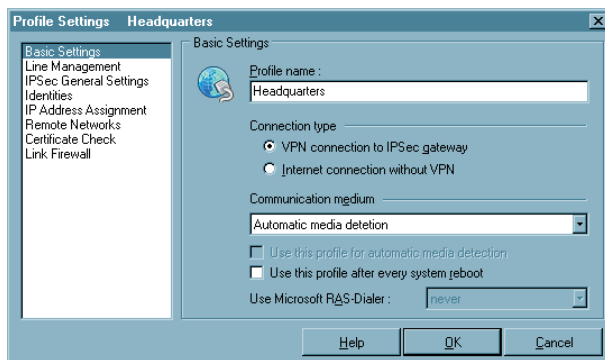 Profile Settings Headquarters
Basic Settings
Line Management
IPSec General Settings
Identities
IP Address Assignment
Remote Networks
Certificate Check
Link Firewall
Basic Settings
Profile name :
Headquarters
Connection type
VPN connection to IPSec gateway
Internet connection without VPN
Communication medium
Automatic media detetion
Use this profile for automatic media detection
Use this profile after every system reboot
Use Microsoft RAS-Dialer : never
Help OK Cancel